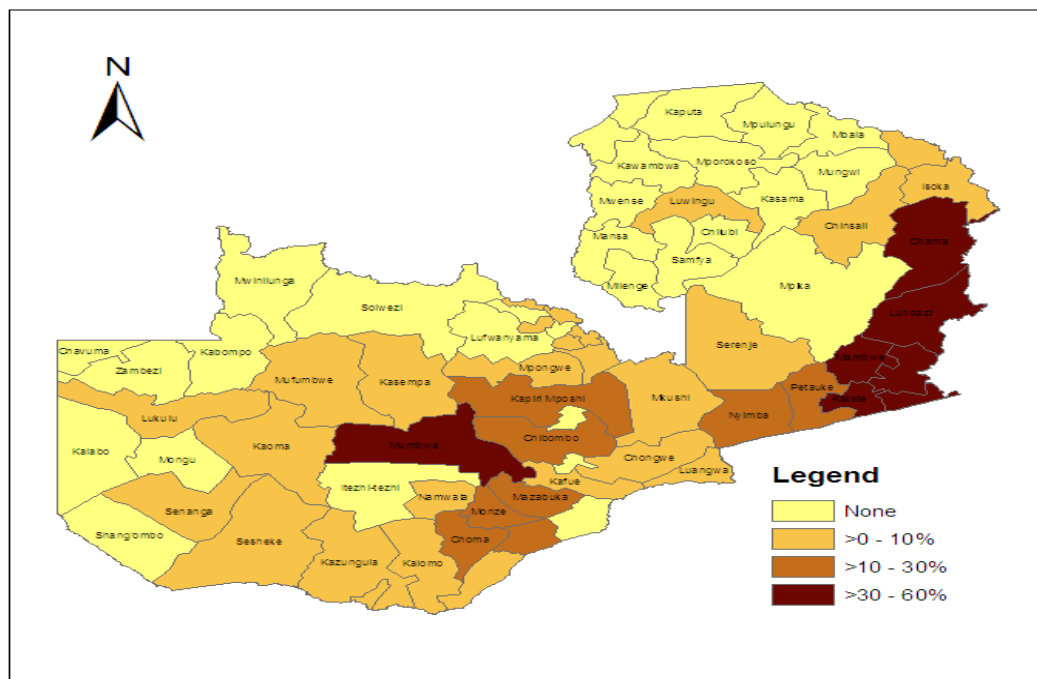 N
Kaputa
Mpulungu
Mbala
Kawambwa
Mporokoso
Mungwi
Isoka
Mwense
Luwingu
Kasama
Chinsali
Mansa
Chilubi
Chama
Samfya
Milenge
Mpika
Mwinilunga
Lundazi
Solwezi
Lufwanyama
Serenje
Chavuma
Kabompo
Zambezi
Mambwe
Mufumbwe
Kasempa
Mpongwe
Petauke
Katete
Kapiri Mposhi
Mkushi
Lukulu
Nyimba
Kalabo
Mongu
Kaoma
Mumbwa
Chibombo
Chongwe
Luangwa
Itezhi-tezhi
Kafue
Namwala
Mazabuka
Senanga
Monze
Shang'ombo
Sesheke
Choma
Kazungula
Kalomo
Legend
None
>0 - 10%
>10 - 30%
>30 - 60%